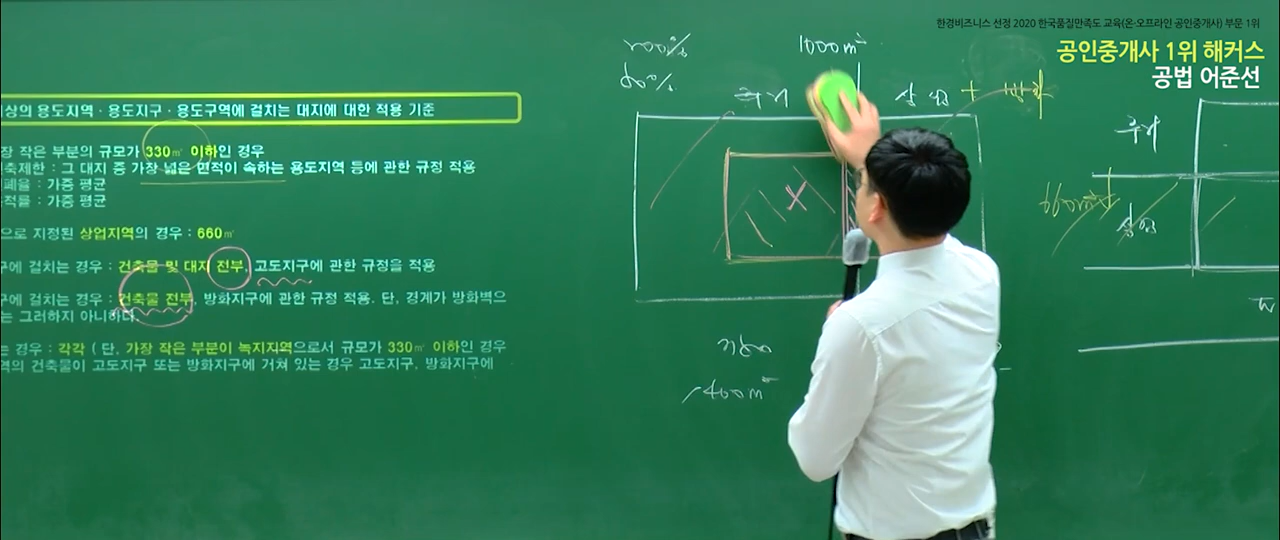 한경비즈니스 선정 2020 한국품질만족도 교육(온·오프라인 공인중개사) 부문 1위
공인중개사 1위 해커스
공법 어준선
이상의 용도지역·용도지구·용도구역에 걸치는 대지에 대한 적용 기준
장 작은 부분의 규모가 330㎡ 이하인 경우
축제한 : 그 대지 중 가장 넓은 면적이 속하는 용도지역 등에 관한 규정 적용
폐율 : 가중 평균
적률 : 가중 평균
으로 지정된 상업지역의 경우 : 660㎡
구에 걸치는 경우 : 건축물 및 대지 전부, 고도지구에 관한 규정을 적용
구에 걸치는 경우 : 건축물 전부, 방화지구에 관한 규정 적용. 단, 경계가 방화벽으
는 그러하지 아니하다.
는 경우 : 각각 ( 단, 가장 작은 부분이 녹지지역으로서 규모가 330㎡ 이하인 경우
역의 건축물이 고도지구 또는 방화지구에 거쳐 있는 경우 고도지구, 방화지구에
1000㎡
주거
상업 + 방화
주거
660㎡↓
상업
400㎡